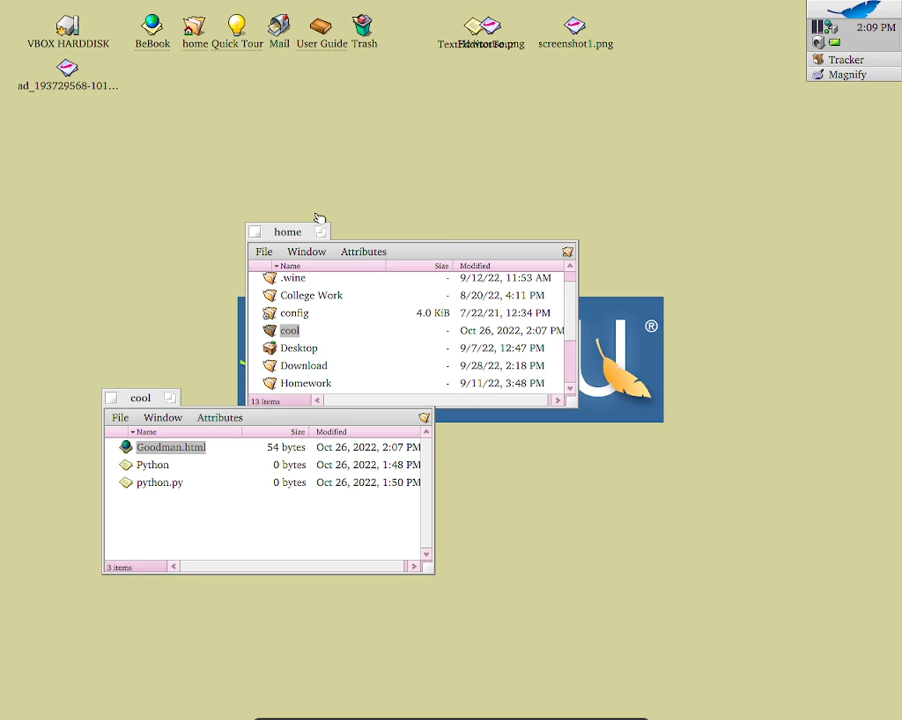 2:09 PM
Tracker
Magnify
VBOX HARDDISK
BeBook
home
Quick Tour
Mail
User Guide
Trash
screenshot1.png
ad_193729568-101...
home
File Window Attributes
Name Size Modified
.wine - 9/12/22, 11:53 AM
College Work - 8/20/22, 4:11 PM
config 4.0 KiB 7/22/21, 12:34 PM
cool - Oct 26, 2022, 2:07 PM
Desktop - 9/7/22, 12:47 PM
Download - 9/28/22, 2:18 PM
Homework - 9/11/22, 3:48 PM
13 items
u®
cool
File Window Attributes
Name Size Modified
Goodman.html 54 bytes Oct 26, 2022, 2:07 PM
Python 0 bytes Oct 26, 2022, 1:48 PM
python.py 0 bytes Oct 26, 2022, 1:50 PM
3 items